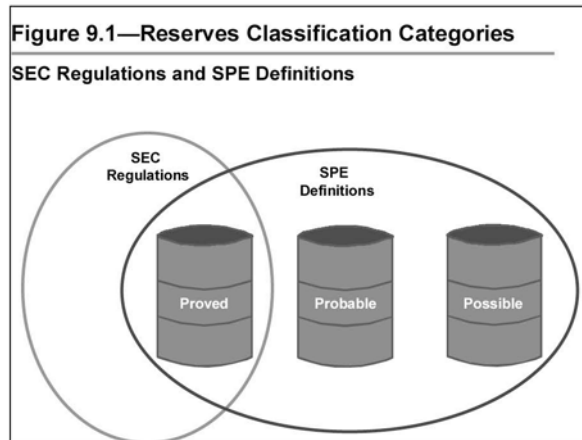 Figure 9.1—Reserves Classification Categories
SEC Regulations and SPE Definitions
SEC
Regulations
SPE
Definitions
Proved
Probable
Possible